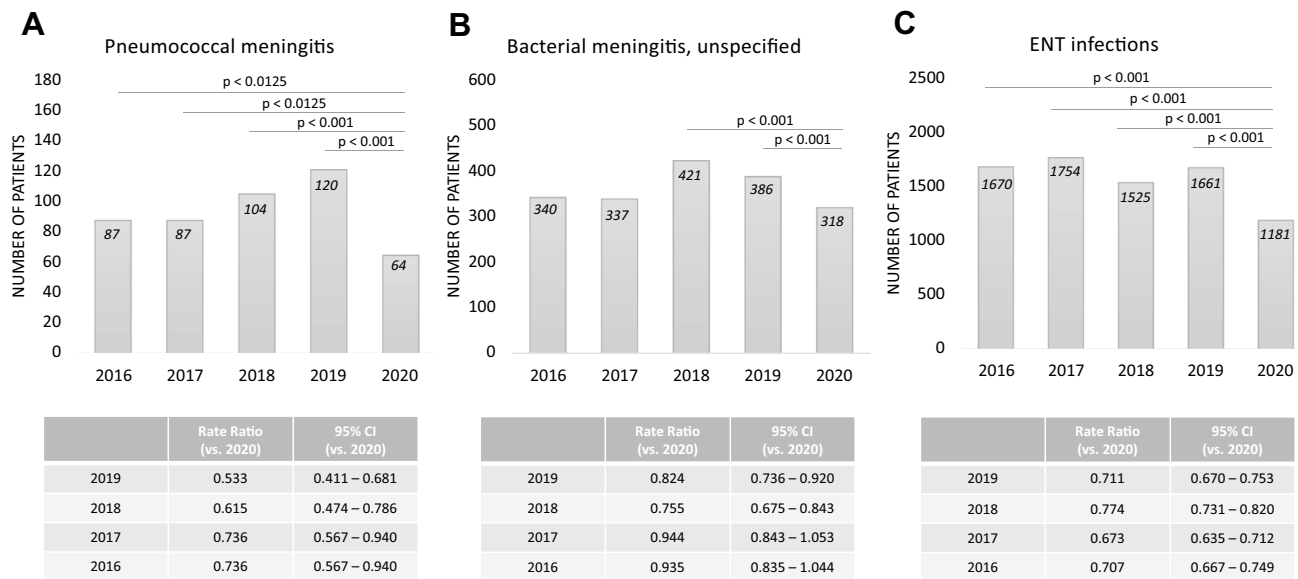 A
Pneumococcal meningitis
NUMBER OF PATIENTS
180
160
140
120
100
80
60
40
20
0
p < 0.0125
p < 0.0125
p < 0.001
p < 0.001
87
87
104
120
64
2016 2017 2018 2019 2020
Rate Ratio (vs. 2020) 95% CI (vs. 2020)
2019 0.533 0.411 – 0.681
2018 0.615 0.474 – 0.786
2017 0.736 0.567 – 0.940
2016 0.736 0.567 – 0.940
B
Bacterial meningitis, unspecified
NUMBER OF PATIENTS
600
500
400
300
200
100
0
p < 0.001
p < 0.001
340
337
421
386
318
2016 2017 2018 2019 2020
Rate Ratio (vs. 2020) 95% CI (vs. 2020)
2019 0.824 0.736 – 0.920
2018 0.755 0.675 – 0.843
2017 0.944 0.843 – 1.053
2016 0.935 0.835 – 1.044
C
ENT infections
NUMBER OF PATIENTS
2500
2000
1500
1000
500
0
p < 0.001
p < 0.001
p < 0.001
p < 0.001
1670
1754
1525
1661
1181
2016 2017 2018 2019 2020
Rate Ratio (vs. 2020) 95% CI (vs. 2020)
2019 0.711 0.670 – 0.753
2018 0.774 0.731 – 0.820
2017 0.673 0.635 – 0.712
2016 0.707 0.667 – 0.749